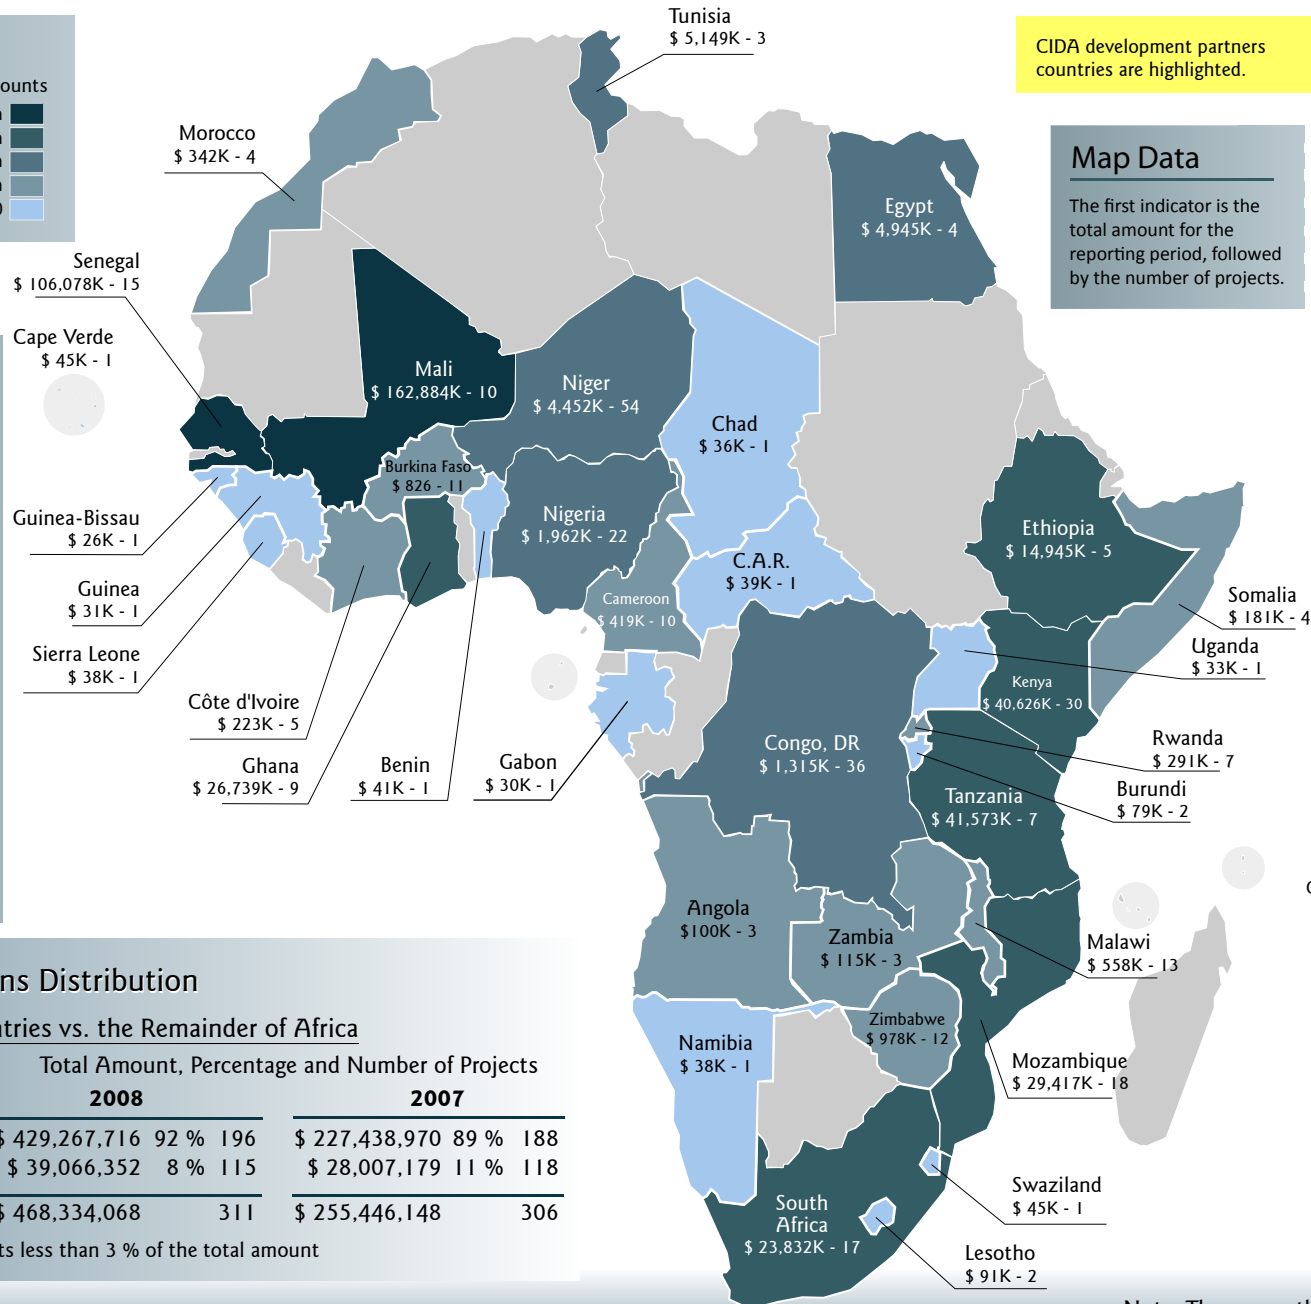 Tunisia
$ 5,149K - 3
CIDA development partners
countries are highlighted.
ounts
Morocco
$ 342K - 4
Map Data
The first indicator is the
total amount for the
reporting period, followed
by the number of projects.
Egypt
$ 4,945K - 4
Senegal
$ 106,078K - 15
Cape Verde
$ 45K - 1
Mali
$ 162,884K - 10
Niger
$ 4,452K - 54
Chad
$ 36K - 1
Burkina Faso
$ 826 - 11
Guinea-Bissau
$ 26K - 1
Nigeria
$ 1,962K - 22
Ethiopia
$ 14,945K - 5
C.A.R.
$ 39K - 1
Guinea
$ 31K - 1
Cameroon
$ 419K - 10
Somalia
$ 181K - 4
Sierra Leone
$ 38K - 1
Uganda
$ 33K - 1
Kenya
$ 40,626K - 30
Côte d'Ivoire
$ 223K - 5
Congo, DR
$ 1,315K - 36
Rwanda
$ 291K - 7
Ghana
$ 26,739K - 9
Benin
$ 41K - 1
Gabon
$ 30K - 1
Burundi
$ 79K - 2
Tanzania
$ 41,573K - 7
Angola
$100K - 3
Zambia
$ 115K - 3
Malawi
$ 558K - 13
Zimbabwe
$ 978K - 12
Namibia
$ 38K - 1
Mozambique
$ 29,417K - 18
Swaziland
$ 45K - 1
South
Africa
$ 23,832K - 17
Lesotho
$ 91K - 2
ns Distribution
ntries vs. the Remainder of Africa
Total Amount, Percentage and Number of Projects
2008 2007
$ 429,267,716 92 % 196 $ 227,438,970 89 % 188
$ 39,066,352 8 % 115 $ 28,007,179 11 % 118
$ 468,334,068 311 $ 255,446,148 306
ts less than 3 % of the total amount